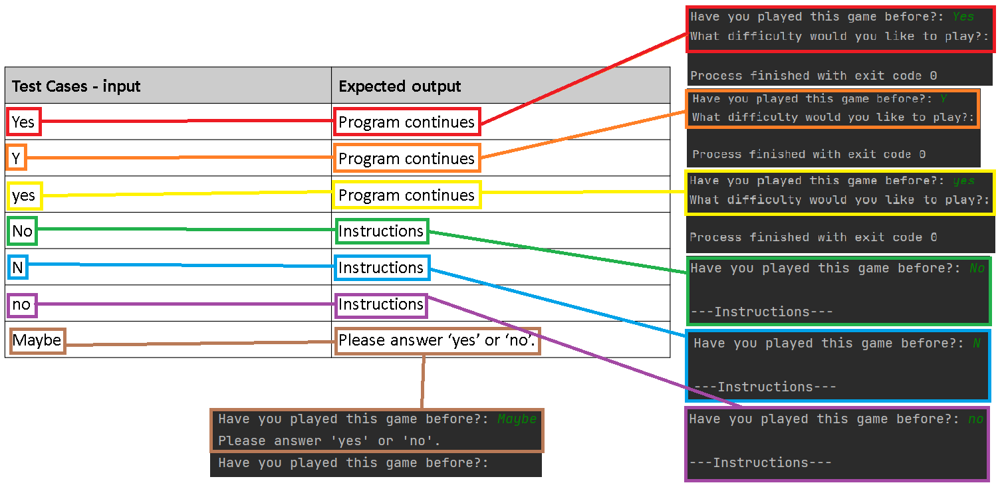 Test Cases - input Expected output
Yes Program continues
Y Program continues
yes Program continues
No Instructions
N Instructions
no Instructions
Maybe Please answer ‘yes’ or ‘no’.
Have you played this game before?: Yes
What difficulty would you like to play?:
Process finished with exit code 0
Have you played this game before?: Y
What difficulty would you like to play?:
Process finished with exit code 0
Have you played this game before?: yes
What difficulty would you like to play?:
Process finished with exit code 0
Have you played this game before?: No
---Instructions---
Have you played this game before?: N
---Instructions---
Have you played this game before?: no
---Instructions---
Have you played this game before?: Maybe
Please answer 'yes' or 'no'.
Have you played this game before?: